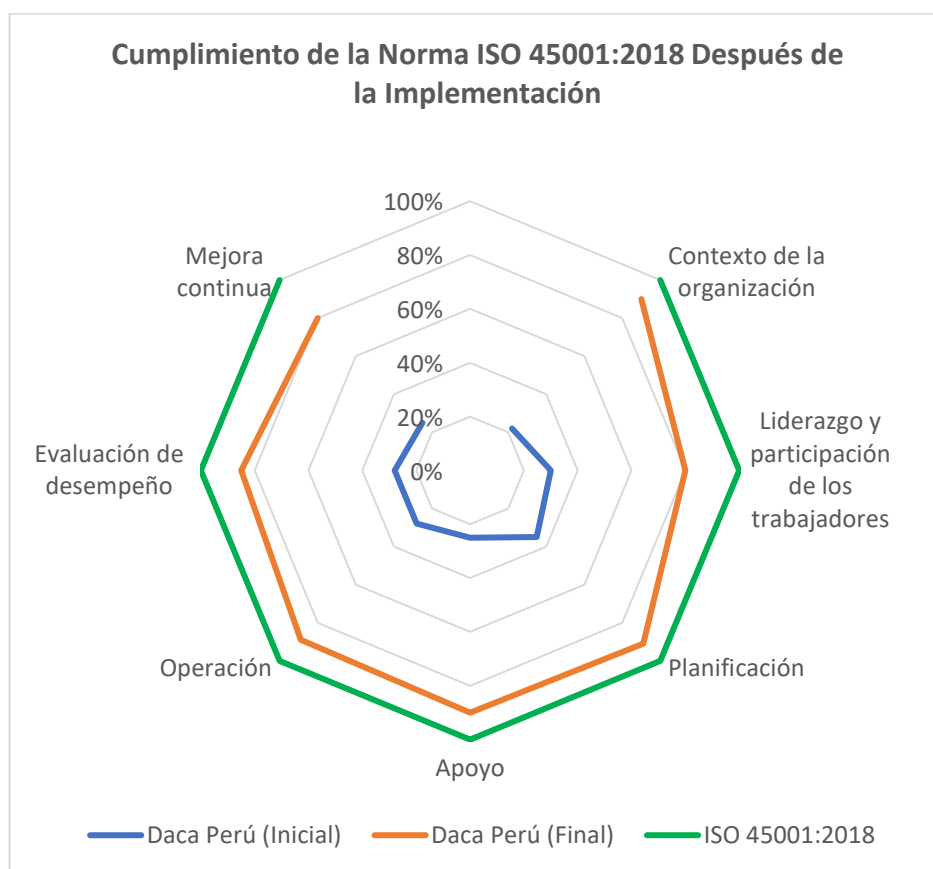 Cumplimiento de la Norma ISO 45001:2018 Después de
la Implementación
100%
80%
60%
40%
20%
0%
Contexto de la
organización
Liderazgo y
participación
de los
trabajadores
Planificación
Apoyo
Operación
Evaluación de
desempeño
Mejora
continua
Daca Perú (Inicial)
Daca Perú (Final)
ISO 45001:2018